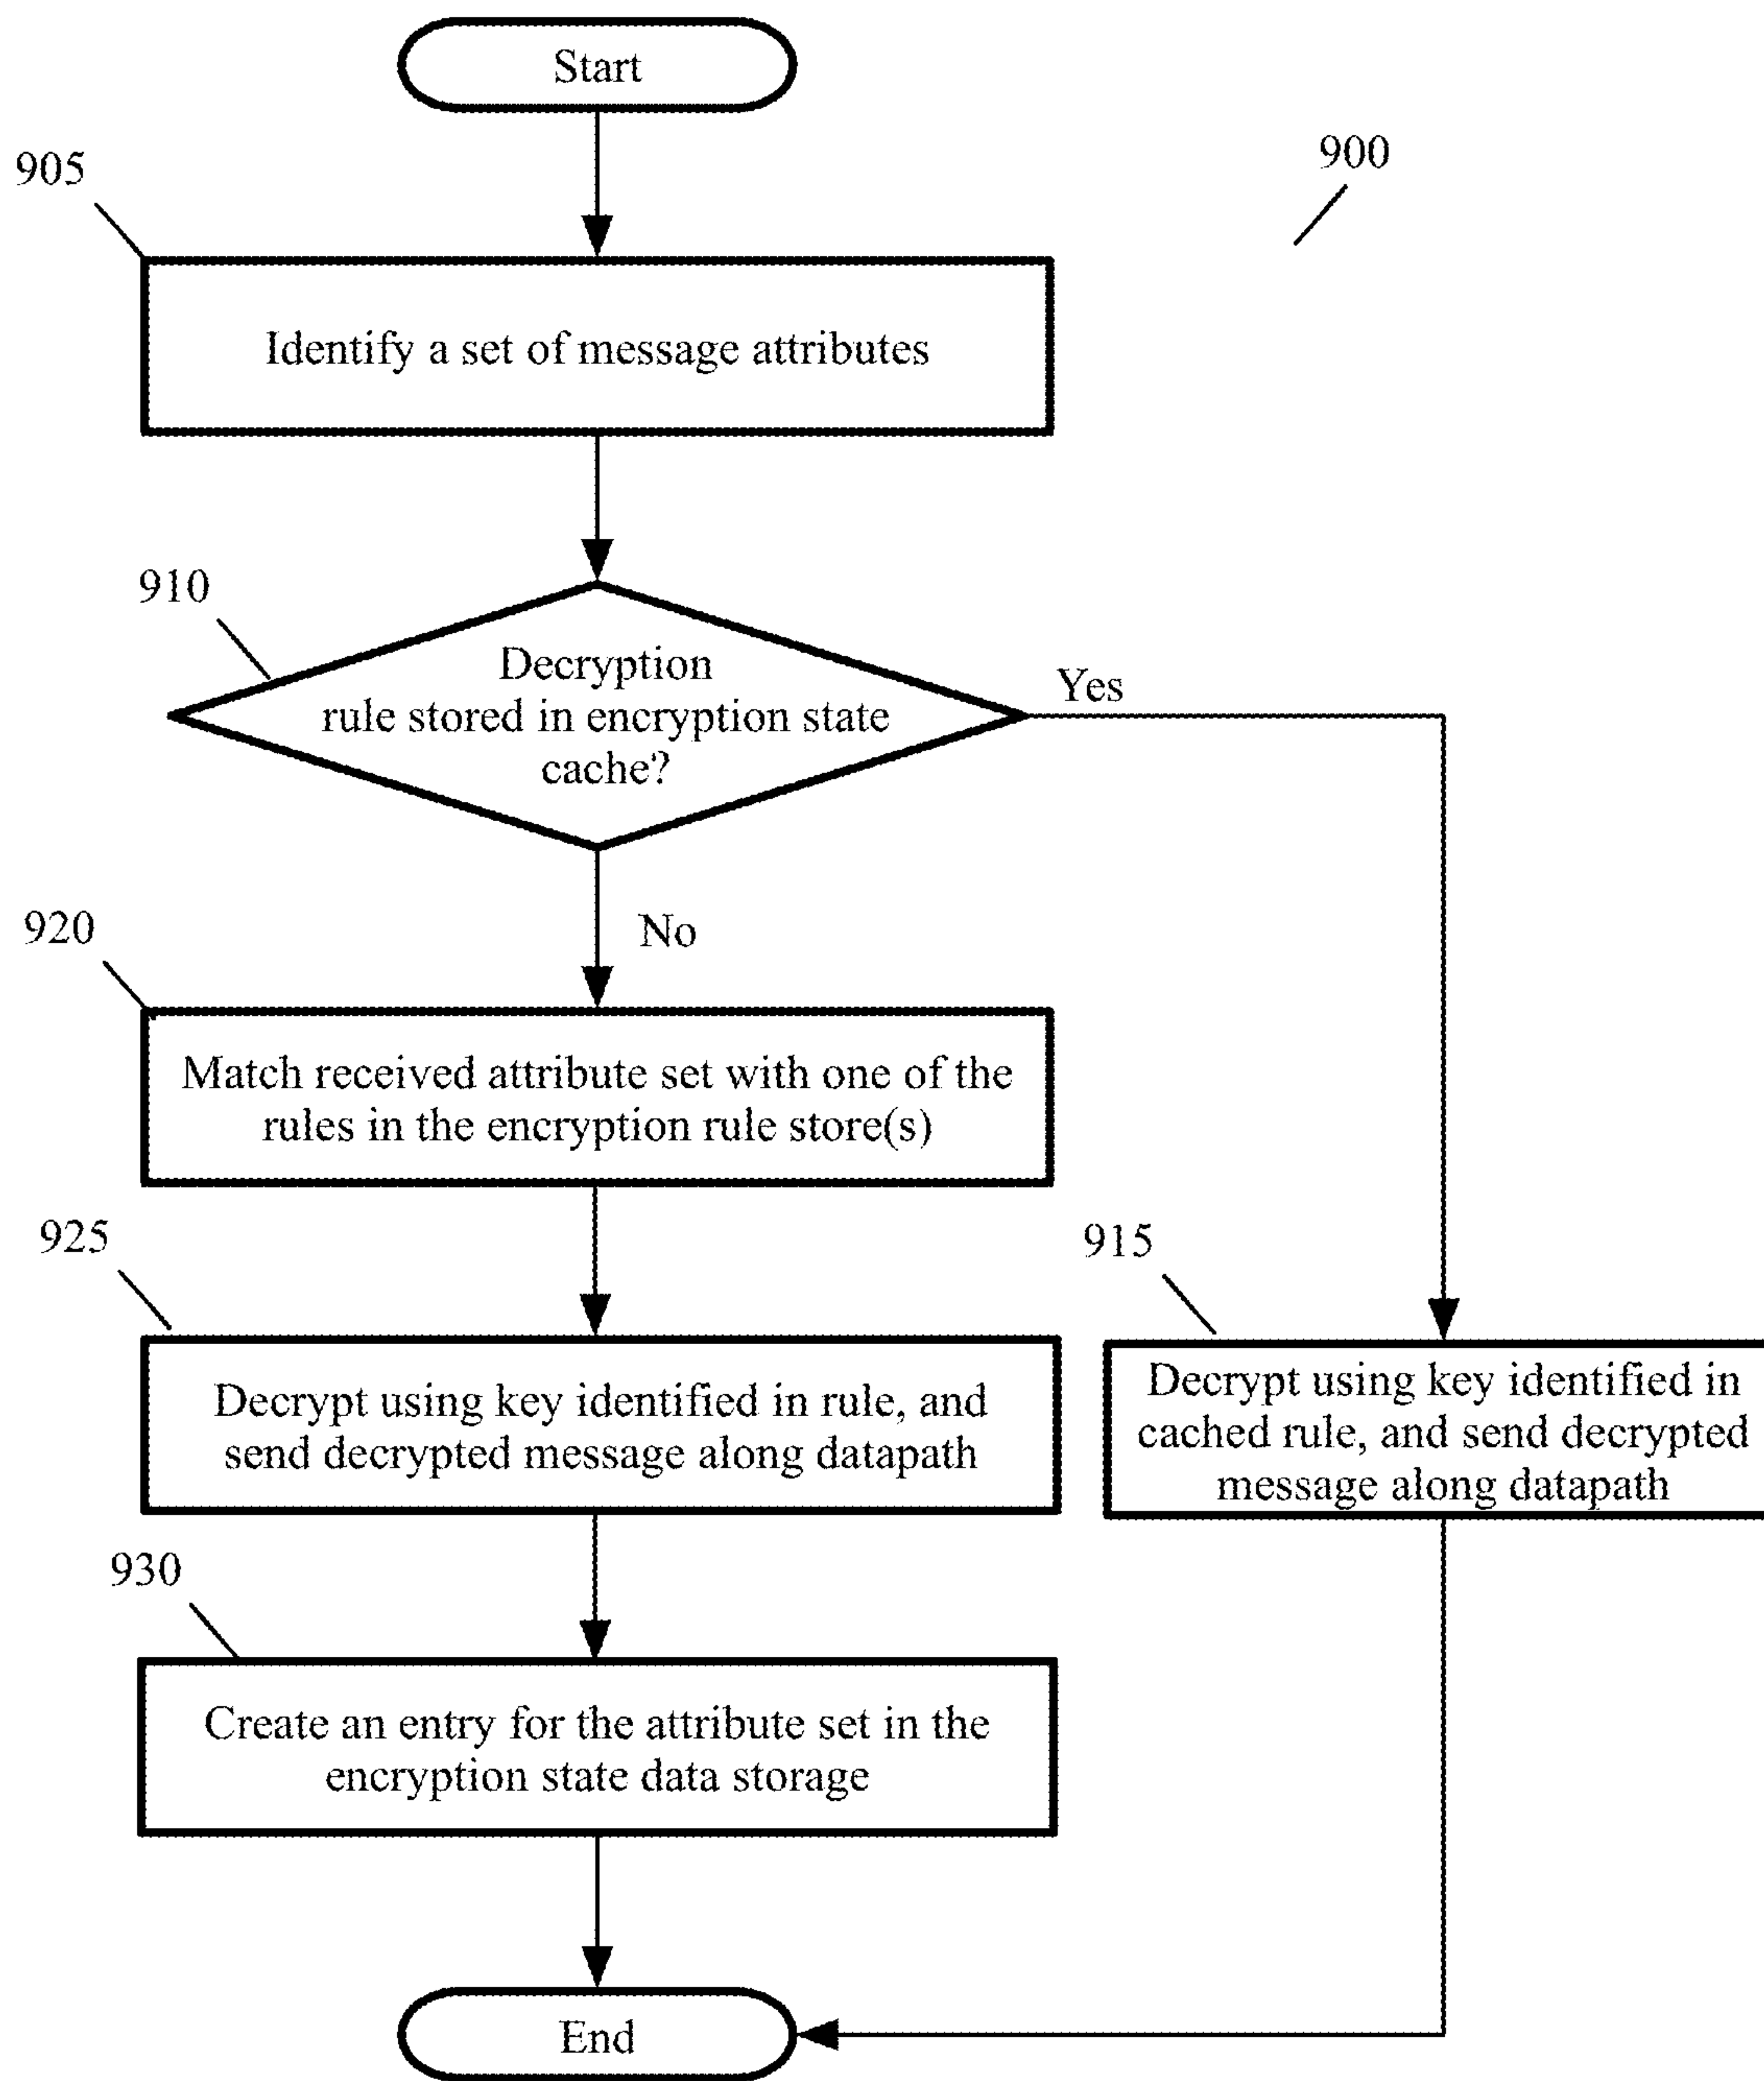 Start
905
900
Identify a set of message attributes
910
Decryption
rule stored in encryption state
cache?
Yes
No
920
Match received attribute set with one of the
rules in the encryption rule store(s)
925
915
Decrypt using key identified in rule, and
send decrypted message along datapath
Decrypt using key identified in
cached rule, and send decrypted
message along datapath
930
Create an entry for the attribute set in the
encryption state data storage
End